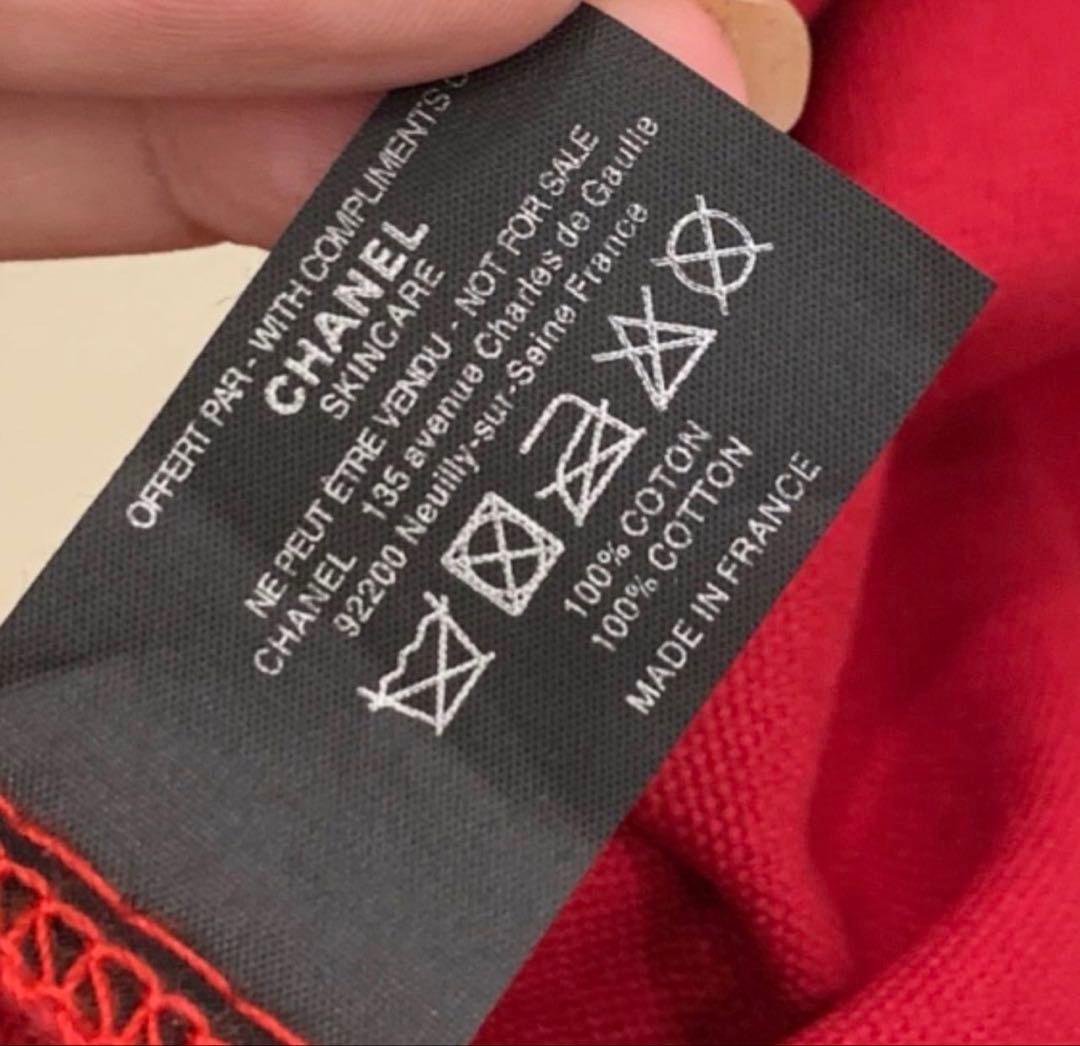 OFFERT PAR - WITH COMPLIMENTS
CHANEL
SKINCARE
NE PEUT ÊTRE VENDU - NOT FOR SALE
CHANEL 135 avenue Charles de Gaulle
92200 Neuilly-sur-Seine France
100% COTON
100% COTTON
MADE IN FRANCE